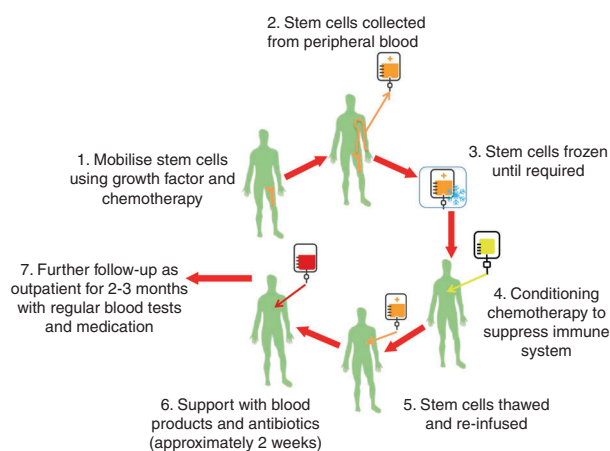 2. Stem cells collected
from peripheral blood
1. Mobilise stem cells
using growth factor and
chemotherapy
3. Stem cells frozen
until required
4. Conditioning
chemotherapy to
suppress immune
system
5. Stem cells thawed
and re-infused
6. Support with blood
products and antibiotics
(approximately 2 weeks)
7. Further follow-up as
outpatient for 2-3 months
with regular blood tests
and medication